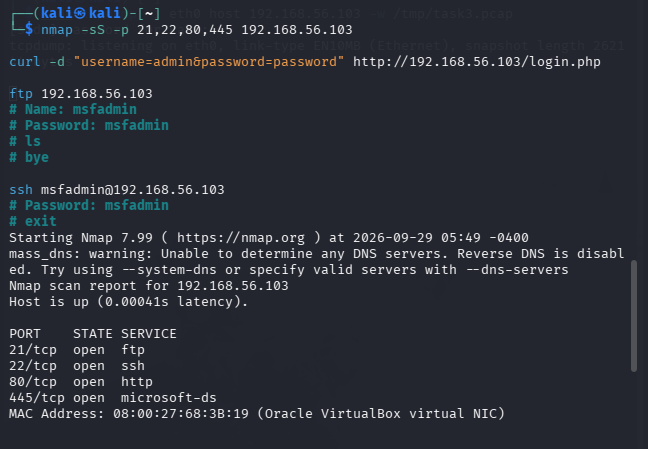 ┌──(kali㉿kali)-[~] eth0 host 192.168.56.103 -w /tmp/task3.pcap
└─$ nmap -sS -p 21,22,80,445 192.168.56.103
tcpdump: listening on eth0, link-type EN10MB (Ethernet), snapshot length 2621
curl -d "username=admin&password=password" http://192.168.56.103/login.php
ftp 192.168.56.103
# Name: msfadmin
# Password: msfadmin
# ls
# bye
ssh msfadmin@192.168.56.103
# Password: msfadmin
# exit
Starting Nmap 7.99 ( https://nmap.org ) at 2026-09-29 05:49 -0400
mass_dns: warning: Unable to determine any DNS servers. Reverse DNS is disabl
ed. Try using --system-dns or specify valid servers with --dns-servers
Nmap scan report for 192.168.56.103
Host is up (0.00041s latency).
PORT    STATE SERVICE
21/tcp  open  ftp
22/tcp  open  ssh
80/tcp  open  http
445/tcp open  microsoft-ds
MAC Address: 08:00:27:68:3B:19 (Oracle VirtualBox virtual NIC)